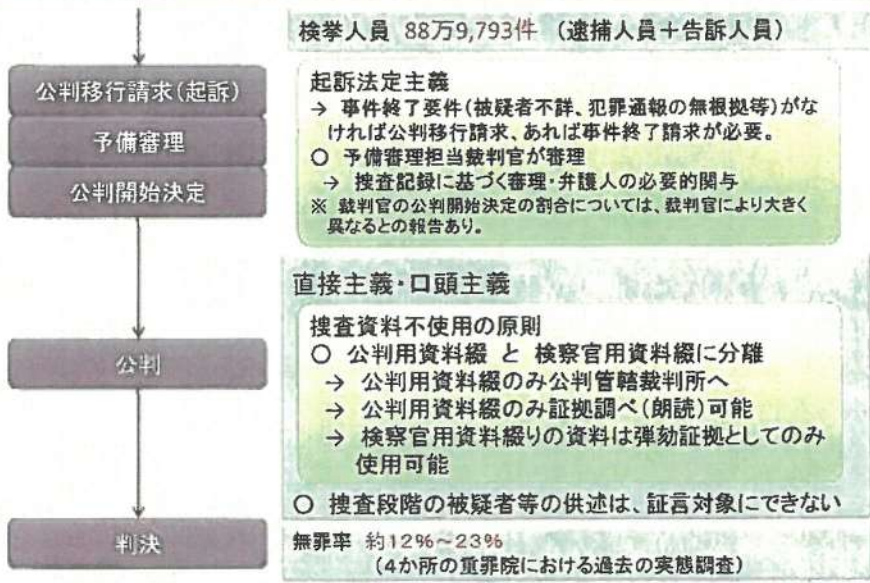 検挙人員 88万9,793件 (逮捕人員+告訴人員)
公判移行請求(起訴)
予備審理
公判開始決定
起訴法定主義
→ 事件終了要件(被疑者不詳、犯罪通報の無根拠等)がな
ければ公判移行請求、あれば事件終了請求が必要。
○ 予備審理担当裁判官が審理
→ 捜査記録に基づく審理・弁護人の必要的関与
※ 裁判官の公判開始決定の割合については、裁判官により大きく
異なるとの報告あり。
直接主義・口頭主義
公判
捜査資料不使用の原則
○ 公判用資料綴 と 検察官用資料綴に分離
→ 公判用資料綴のみ公判管轄裁判所へ
→ 公判用資料綴のみ証拠調べ(朗読)可能
→ 検察官用資料綴りの資料は弾劾証拠としてのみ
使用可能
○ 捜査段階の被疑者等の供述は、証言対象にできない
判決
無罪率 約12%~23%
(4か所の重罪院における過去の実態調査)